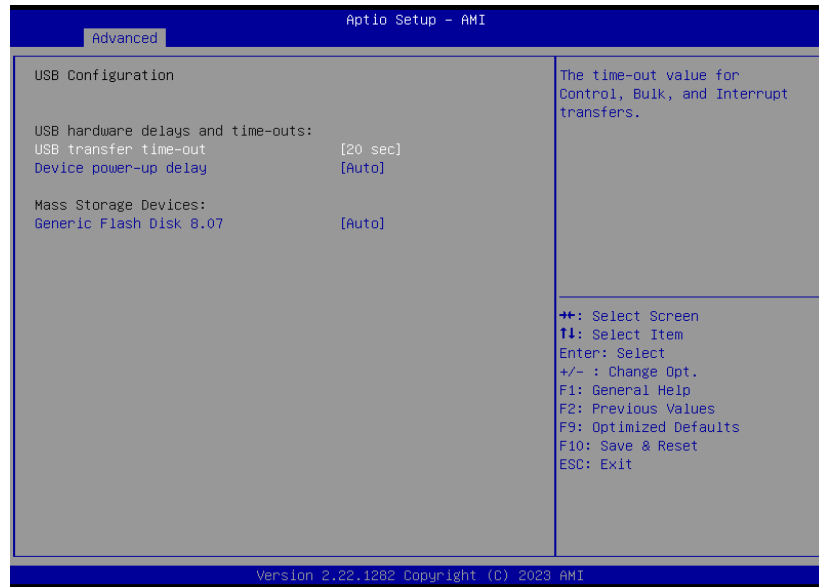 Aptio Setup – AMI
Advanced
USB Configuration
USB hardware delays and time-outs:
USB transfer time-out [20 sec]
Device power-up delay [Auto]
Mass Storage Devices:
Generic Flash Disk 8.07 [Auto]
The time-out value for
Control, Bulk, and Interrupt
transfers.
→←: Select Screen
↑↓: Select Item
Enter: Select
+/- : Change Opt.
F1: General Help
F2: Previous Values
F9: Optimized Defaults
F10: Save & Reset
ESC: Exit
Version 2.22.1282 Copyright (C) 2023 AMI